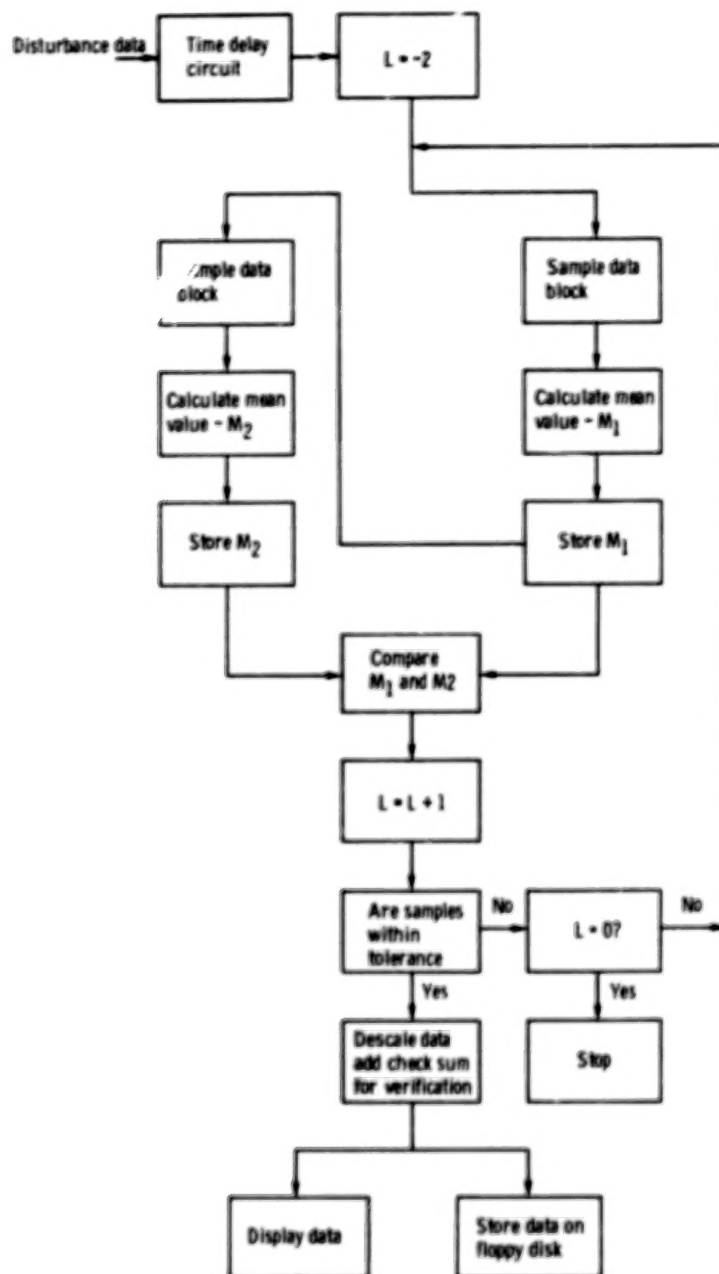 Disturbance data
Time delay
circuit
L = -2
data
Sample data
block
Calculate mean
value - M2
Calculate mean
value - M1
Store M2
Store M1
Compare
M1 and M2
L = L + 1
Are samples
within
tolerance
No
L = 0?
No
Yes
Yes
Descale data
add check sum
for verification
Stop
Display data
Store data on
floppy disk